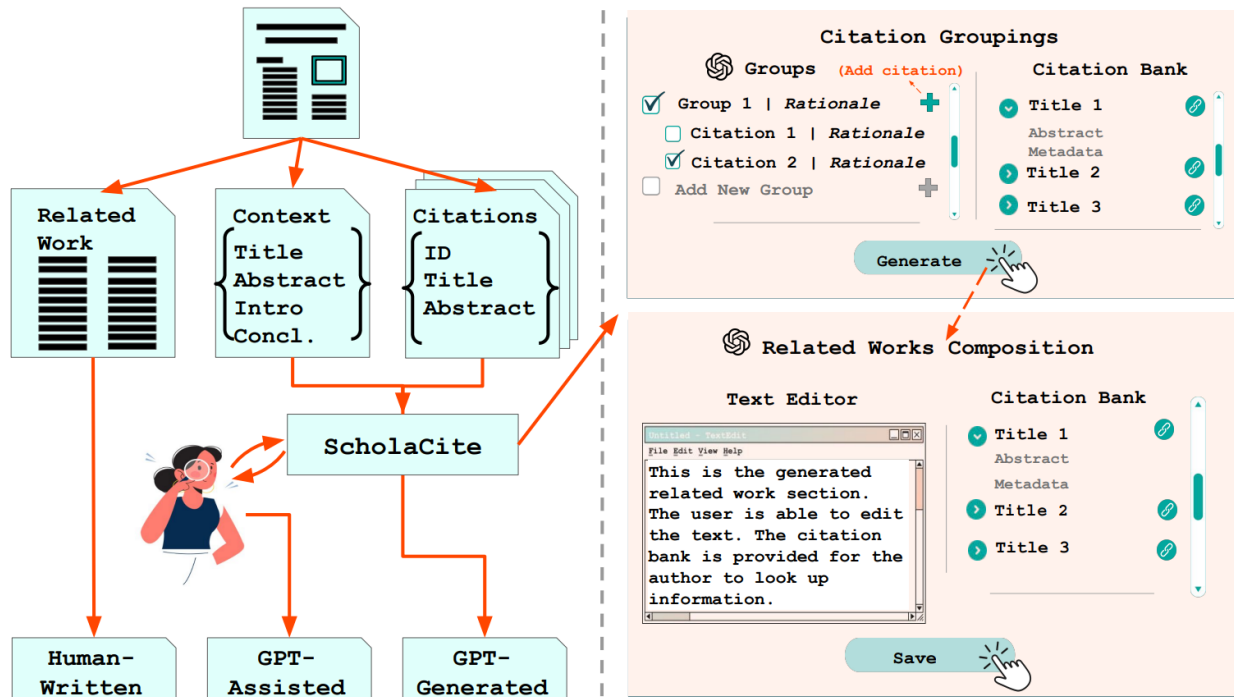 Related
Work
Context
Title
Abstract
Intro
Concl.
Citations
ID
Title
Abstract
ScholaCite
Human-
Written
GPT-
Assisted
GPT-
Generated
Citation Groupings
Groups (Add citation)
Group 1 | Rationale
Citation 1 | Rationale
Citation 2 | Rationale
Add New Group
Citation Bank
Title 1
Abstract
Metadata
Title 2
Title 3
Generate
Related Works Composition
Text Editor
Untitled - TextEdit
File Edit View Help
This is the generated
related work section.
The user is able to edit
the text. The citation
bank is provided for the
author to look up
information.
Citation Bank
Title 1
Abstract
Metadata
Title 2
Title 3
Save